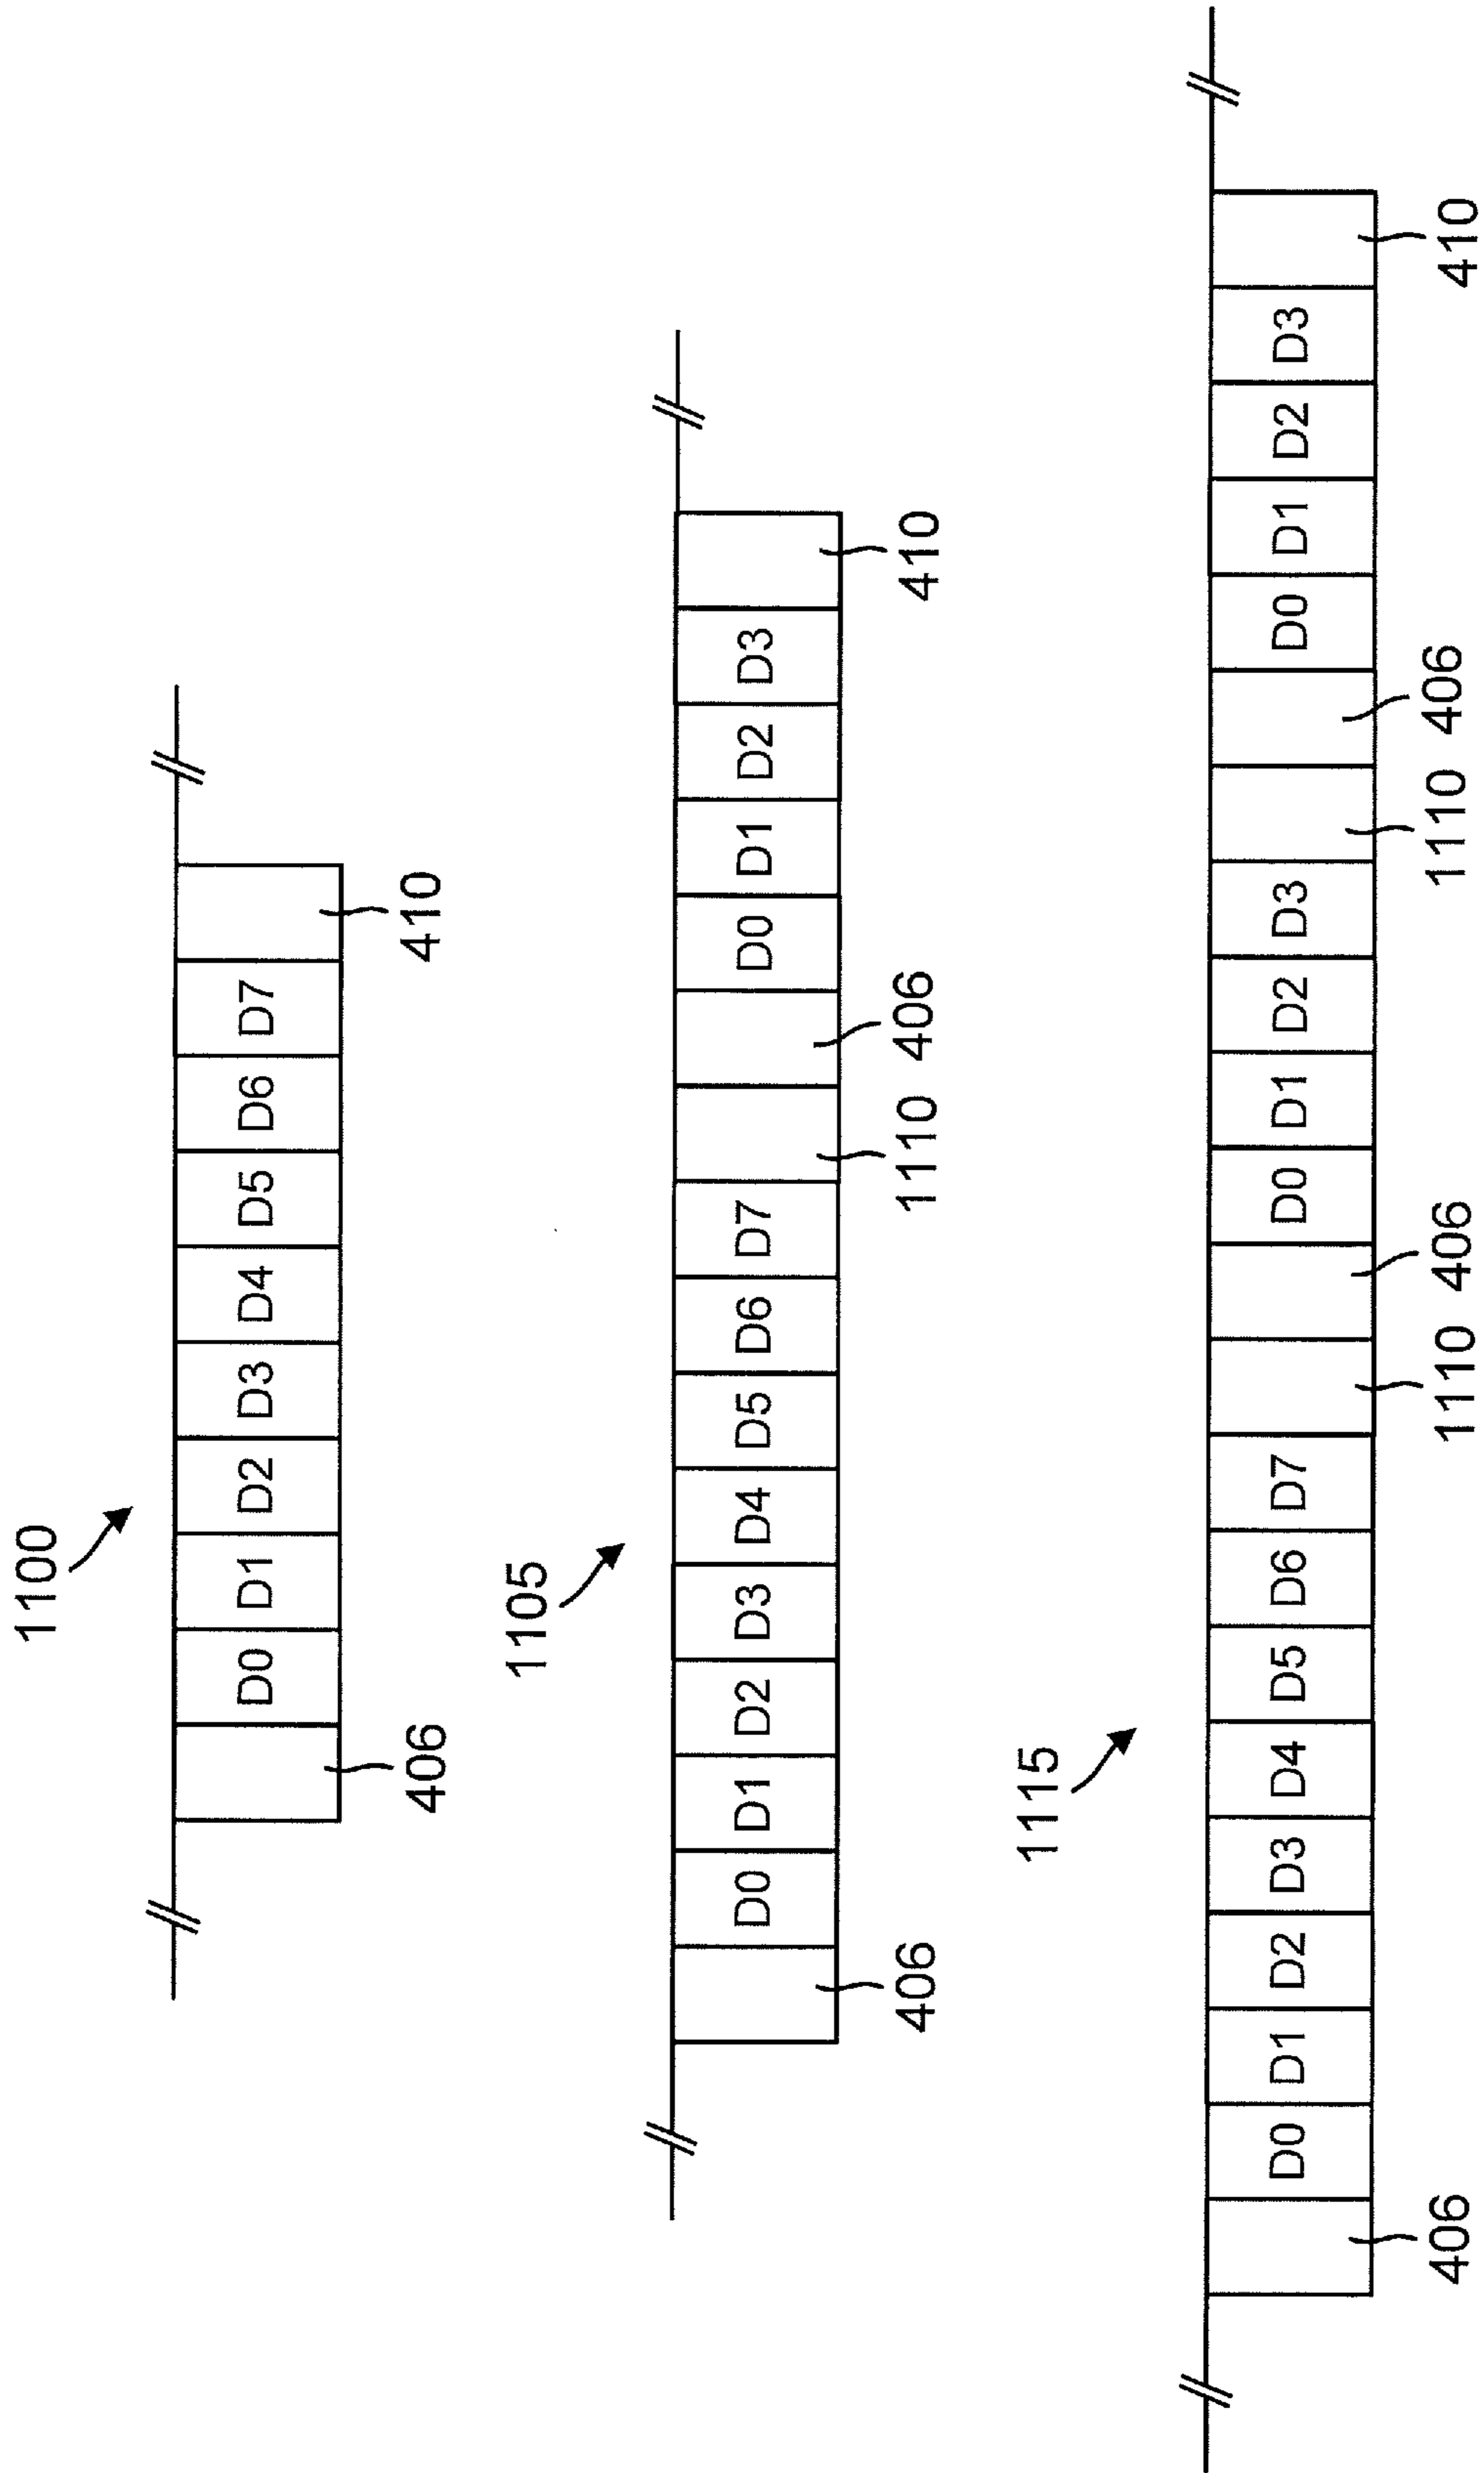 1100
D0 D1 D2 D3 D4 D5 D6 D7
406 410
1105
D0 D1 D2 D3 D4 D5 D6 D7 D0 D1 D2 D3
406 1110 406 410
1115
D0 D1 D2 D3 D4 D5 D6 D7 D0 D1 D2 D3 D0 D1 D2 D3
406 1110 406 1110 406 410